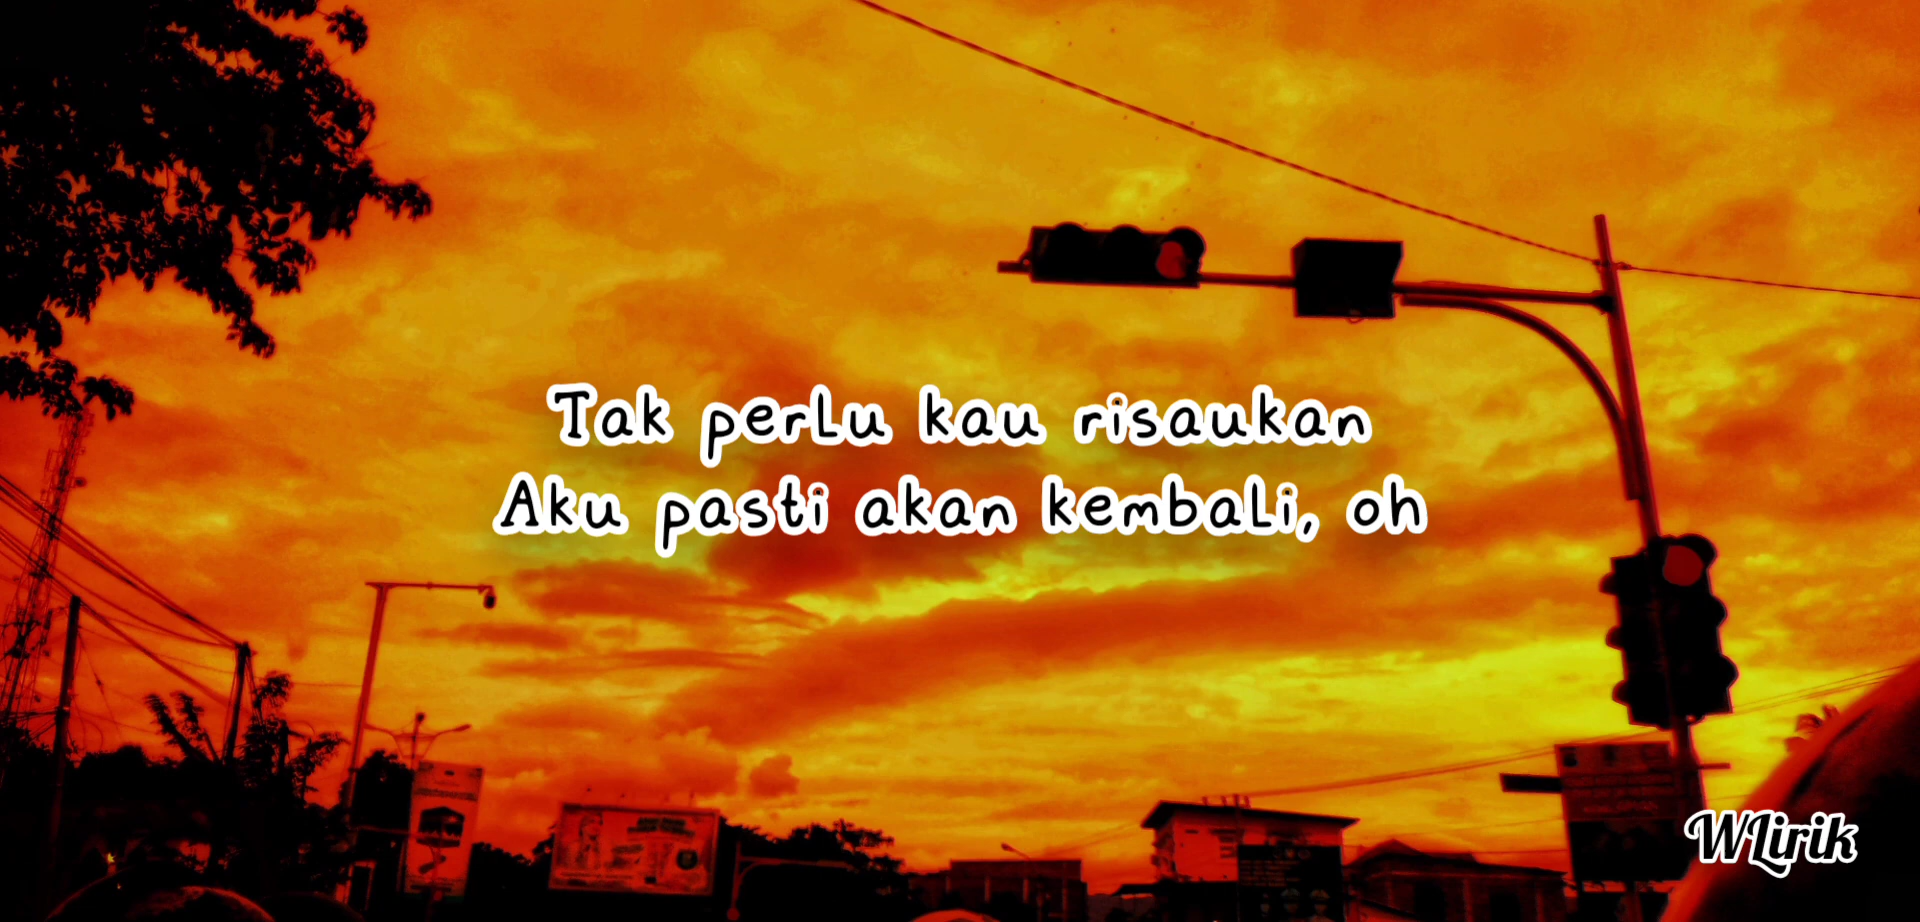 Tak perlu kau risaukan
Aku pasti akan kembali, oh
WLirik